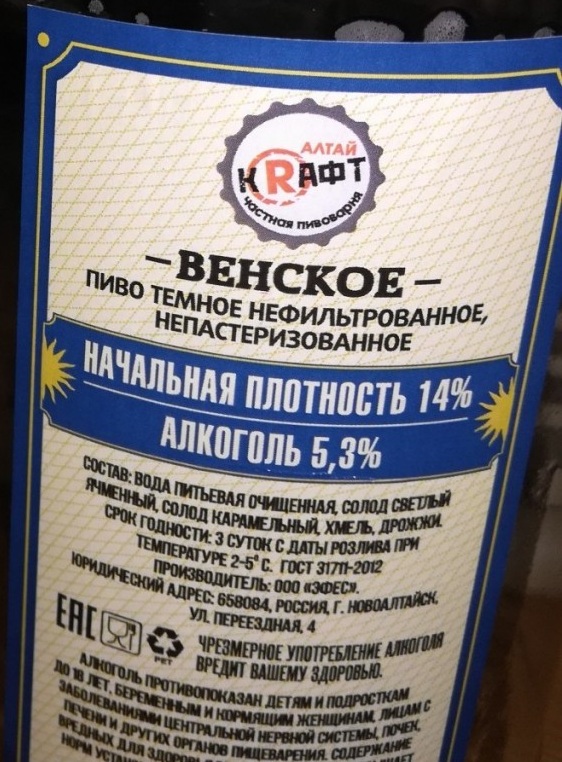 АЛТАЙ
КRАФТ
частная пивоварня
ВЕНСКОЕ
ПИВО ТЕМНОЕ НЕФИЛЬТРОВАННОЕ,
НЕПАСТЕРИЗОВАННОЕ
НАЧАЛЬНАЯ ПЛОТНОСТЬ 14%
АЛКОГОЛЬ 5,3%
СОСТАВ: ВОДА ПИТЬЕВАЯ ОЧИЩЕННАЯ, СОЛОД СВЕТЛЫЙ
ЯЧМЕННЫЙ, СОЛОД КАРАМЕЛЬНЫЙ, ХМЕЛЬ, ДРОЖЖИ.
СРОК ГОДНОСТИ: 3 СУТОК С ДАТЫ РОЗЛИВА ПРИ
ТЕМПЕРАТУРЕ 2-5° С. ГОСТ 31711-2012
ПРОИЗВОДИТЕЛЬ: ООО «ЭФЕС».
ЮРИДИЧЕСКИЙ АДРЕС: 658084, РОССИЯ, Г. НОВОАЛТАЙСК,
УЛ. ПЕРЕЕЗДНАЯ, 4
ЕАС
PET
ЧРЕЗМЕРНОЕ УПОТРЕБЛЕНИЕ АЛКОГОЛЯ
ВРЕДИТ ВАШЕМУ ЗДОРОВЬЮ.
АЛКОГОЛЬ ПРОТИВОПОКАЗАН ДЕТЯМ И ПОДРОСТКАМ
ДО 18 ЛЕТ, БЕРЕМЕННЫМ И КОРМЯЩИМ ЖЕНЩИНАМ, ЛИЦАМ С
ЗАБОЛЕВАНИЯМИ ЦЕНТРАЛЬНОЙ НЕРВНОЙ СИСТЕМЫ, ПОЧЕК,
ПЕЧЕНИ И ДРУГИХ ОРГАНОВ ПИЩЕВАРЕНИЯ. СОДЕРЖАНИЕ
ВРЕДНЫХ ДЛЯ
НОРМ